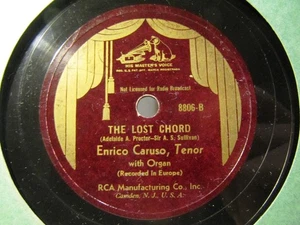 HIS MASTER'S VOICE
Not Licensed for Radio Broadcast
8806-B
THE LOST CHORD
(Adelaide A. Procter-Sir A. S. Sullivan)
Enrico Caruso, Tenor
with Organ
(Recorded in Europe)
RCA Manufacturing Co., Inc.
Camden, N. J., U. S. A.